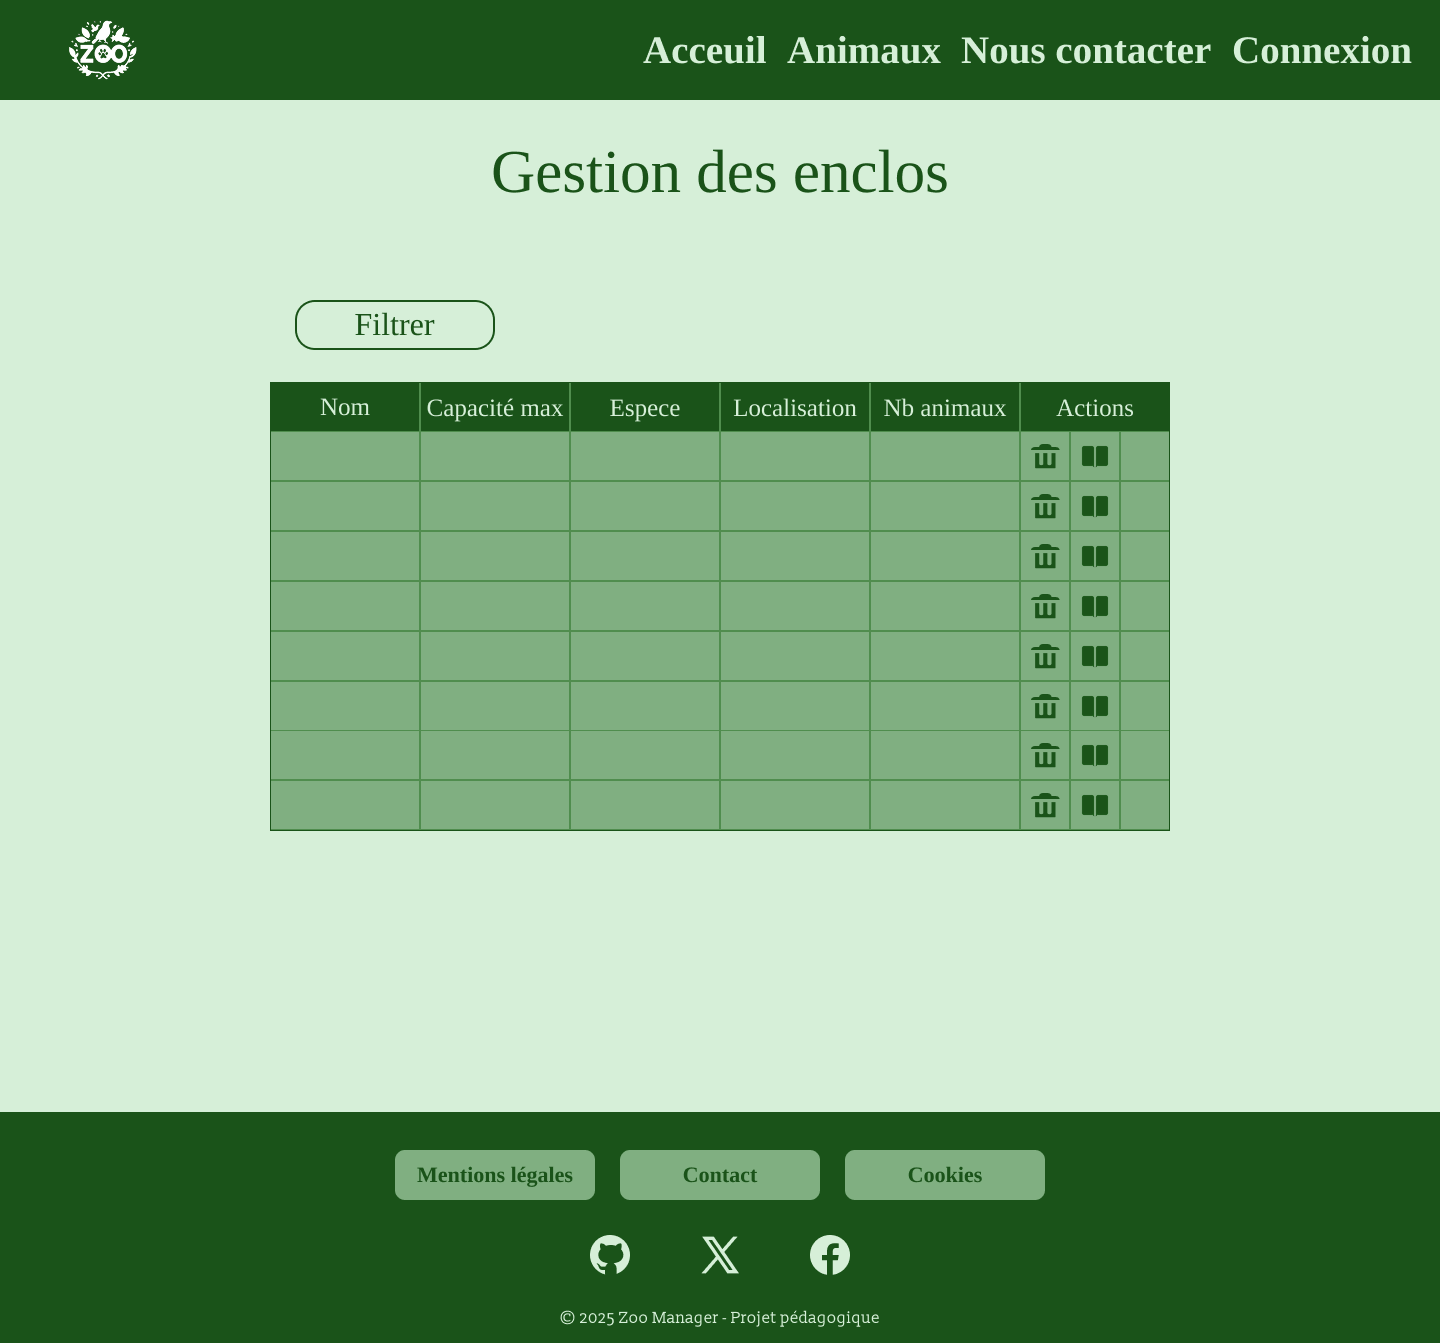 ZOO
Acceuil Animaux Nous contacter Connexion
Gestion des enclos
Filtrer
Nom Capacité max Espece Localisation Nb animaux Actions
Mentions légales Contact Cookies
© 2025 Zoo Manager - Projet pédagogique